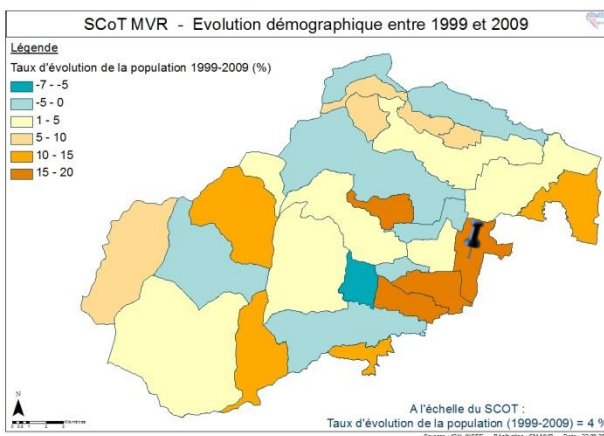 SCoT MVR - Evolution démographique entre 1999 et 2009
Légende
Taux d'évolution de la population 1999-2009 (%)
-7 - -5
-5 - 0
1 - 5
5 - 10
10 - 15
15 - 20
N
A l'échelle du SCOT :
Taux d'évolution de la population (1999-2009) = 4 %